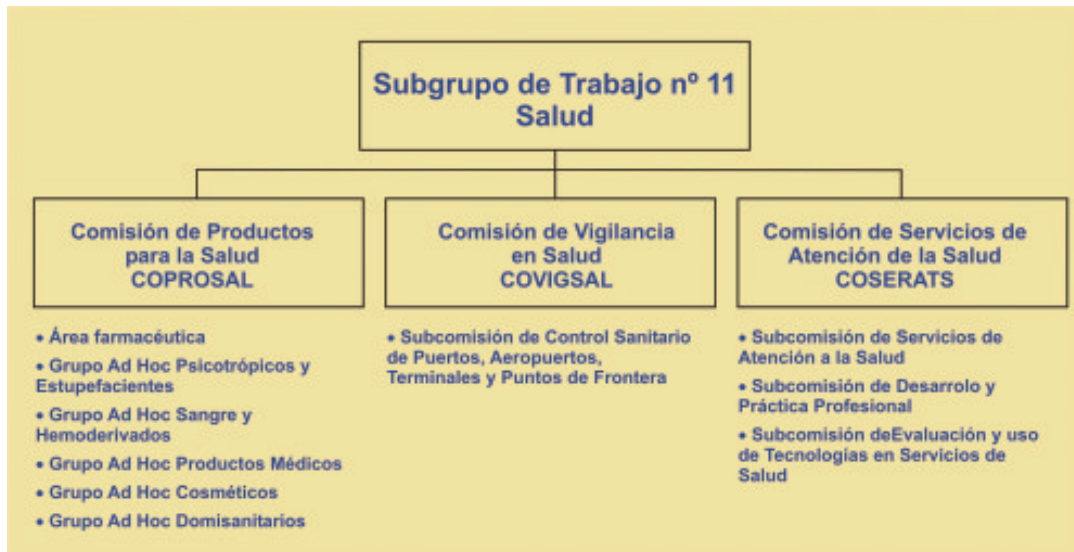 Subgrupo de Trabajo nº 11
Salud
Comisión de Productos
para la Salud
COPROSAL
• Área farmacéutica
• Grupo Ad Hoc Psicotrópicos y
Estupefacientes
• Grupo Ad Hoc Sangre y
Hemoderivados
• Grupo Ad Hoc Productos Médicos
• Grupo Ad Hoc Cosméticos
• Grupo Ad Hoc Domisanitarios
Comisión de Vigilancia
en Salud
COVIGSAL
• Subcomisión de Control Sanitario
de Puertos, Aeropuertos,
Terminales y Puntos de Frontera
Comisión de Servicios de
Atención de la Salud
COSERATS
• Subcomisión de Servicios de
Atención a la Salud
• Subcomisión de Desarrolo y
Práctica Profesional
• Subcomisión deEvaluación y uso
de Tecnologías en Servicios de
Salud